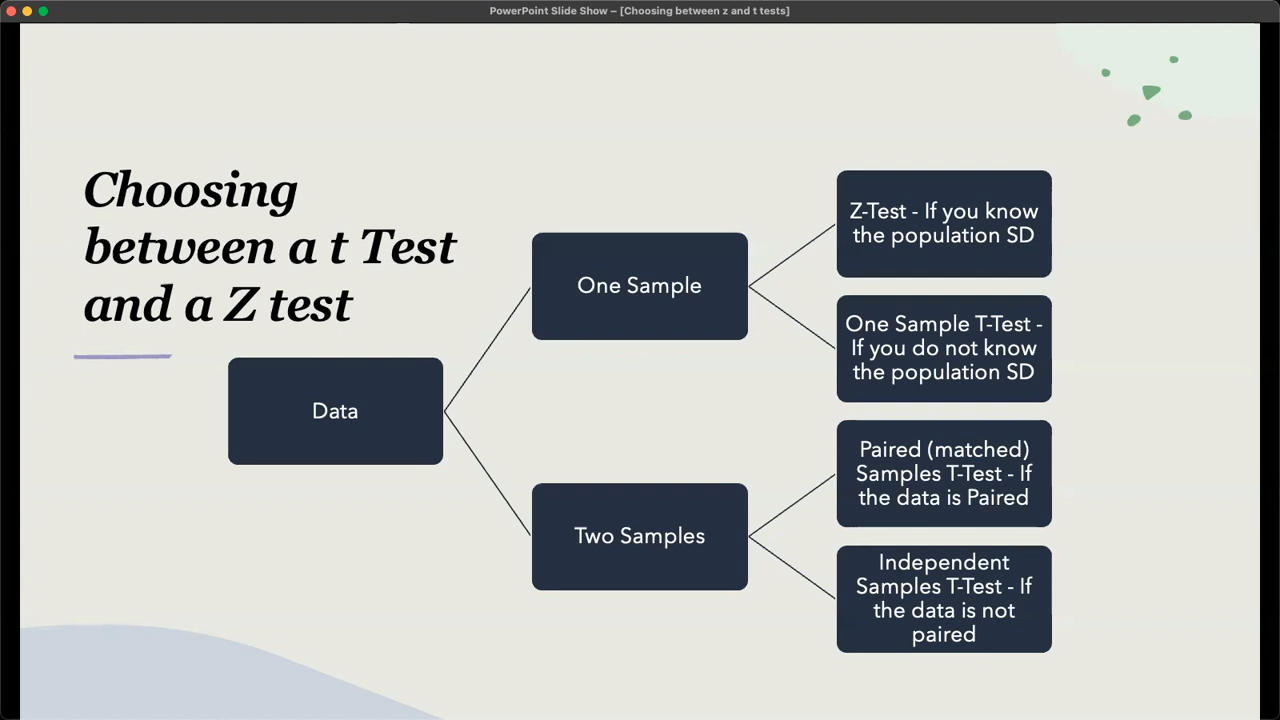 PowerPoint Slide Show – [Choosing between z and t tests]
Choosing
between a t Test
and a Z test
Data
One Sample
Two Samples
Z-Test - If you know
the population SD
One Sample T-Test -
If you do not know
the population SD
Paired (matched)
Samples T-Test - If
the data is Paired
Independent
Samples T-Test - If
the data is not
paired